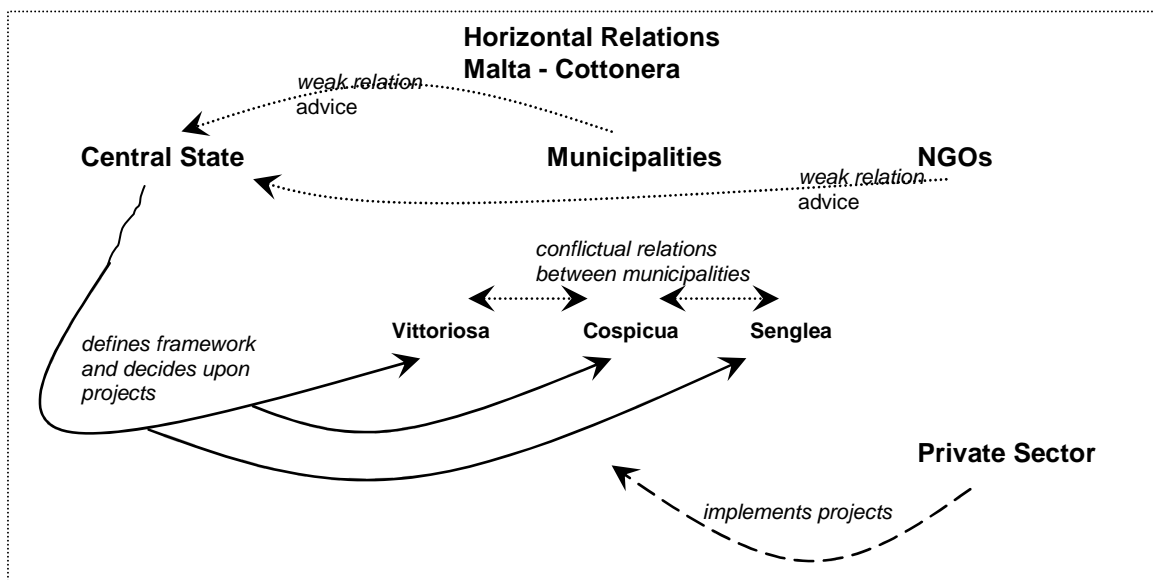 Horizontal Relations
Malta - Cottonera
weak relation
advice
Central State
Municipalities
NGOs
weak relation
advice
conflictual relations
between municipalities
Vittoriosa
Cospicua
Senglea
defines framework
and decides upon
projects
Private Sector
implements projects